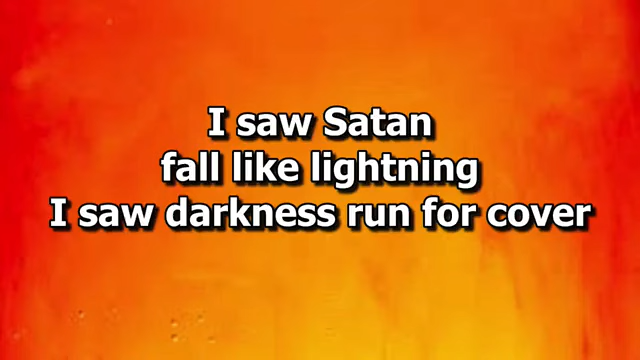 I saw Satan
fall like lightning
I saw darkness run for cover